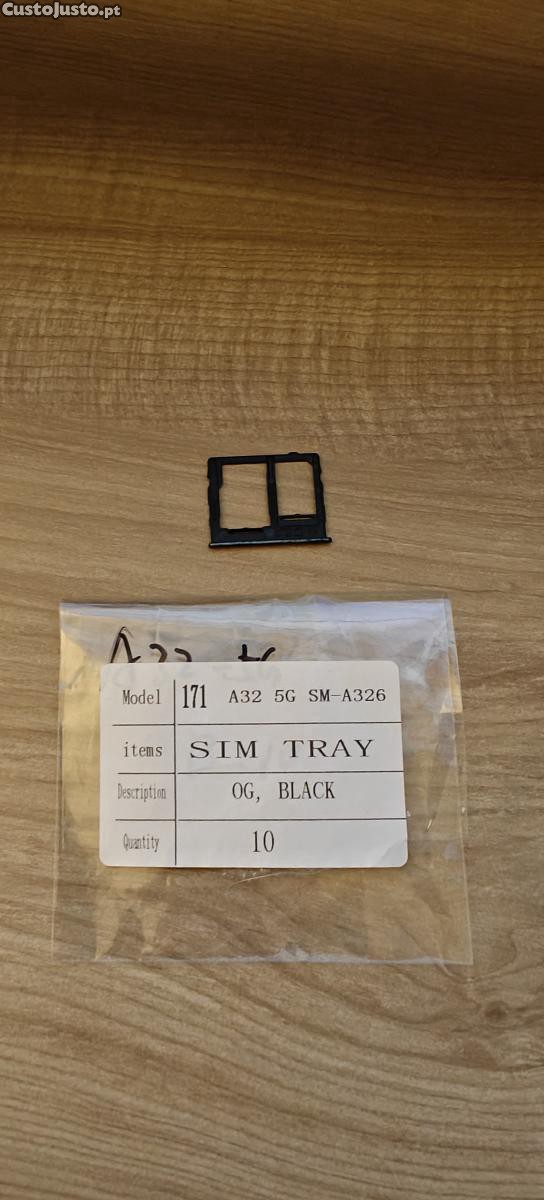 CustoJusto.pt
Model 171 A32 5G SM-A326
items SIM TRAY
Description OG, BLACK
Quantity 10